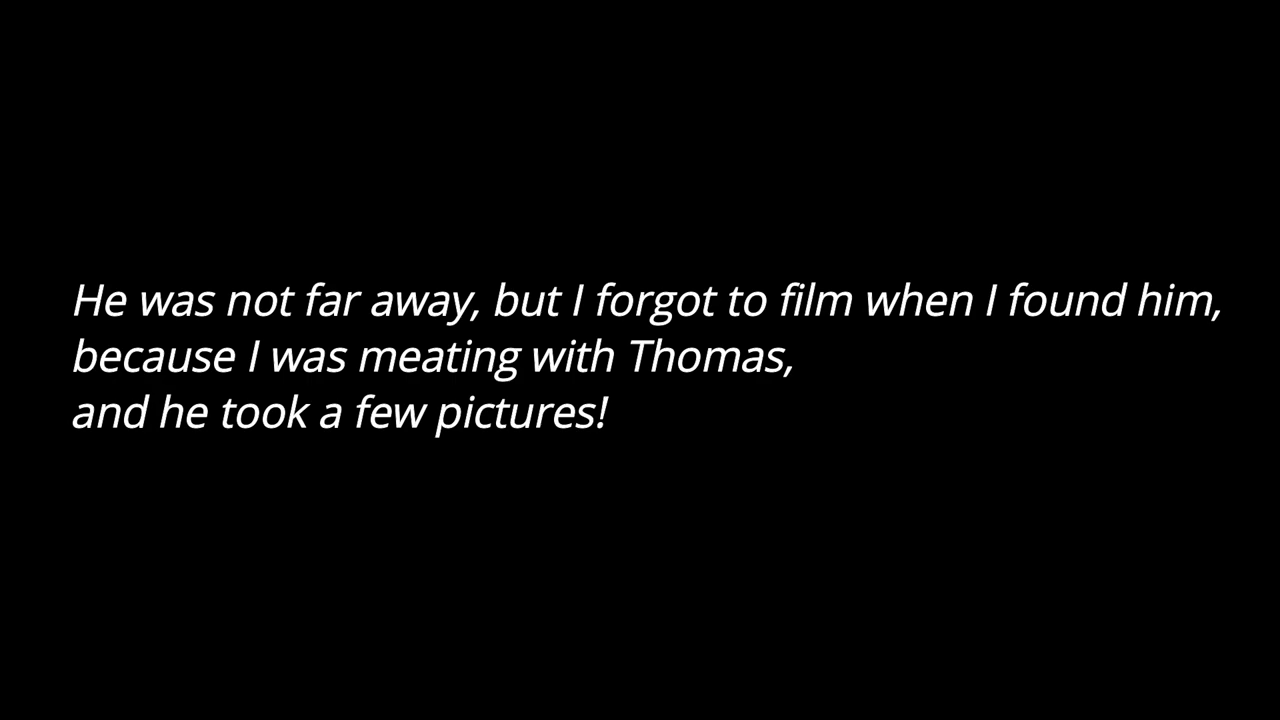 He was not far away, but I forgot to film when I found him,
because I was meating with Thomas,
and he took a few pictures!